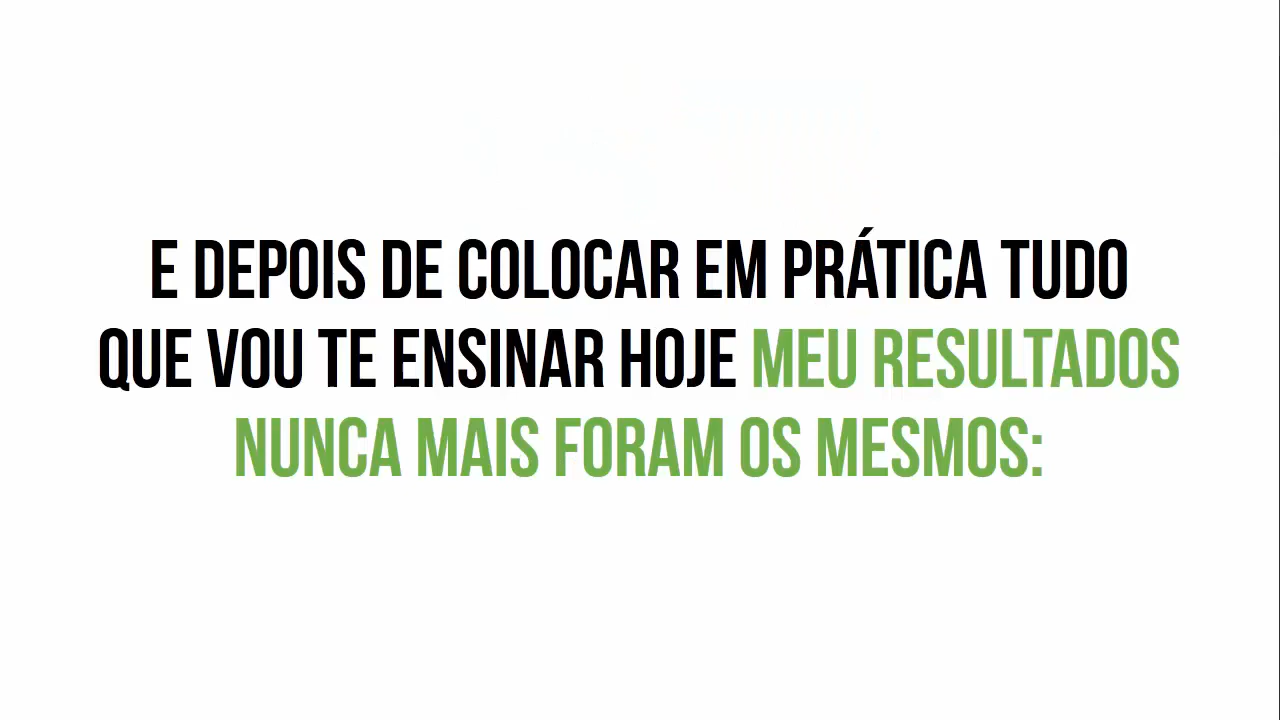 E DEPOIS DE COLOCAR EM PRÁTICA TUDO
QUE VOU TE ENSINAR HOJE MEU RESULTADOS
NUNCA MAIS FORAM OS MESMOS: